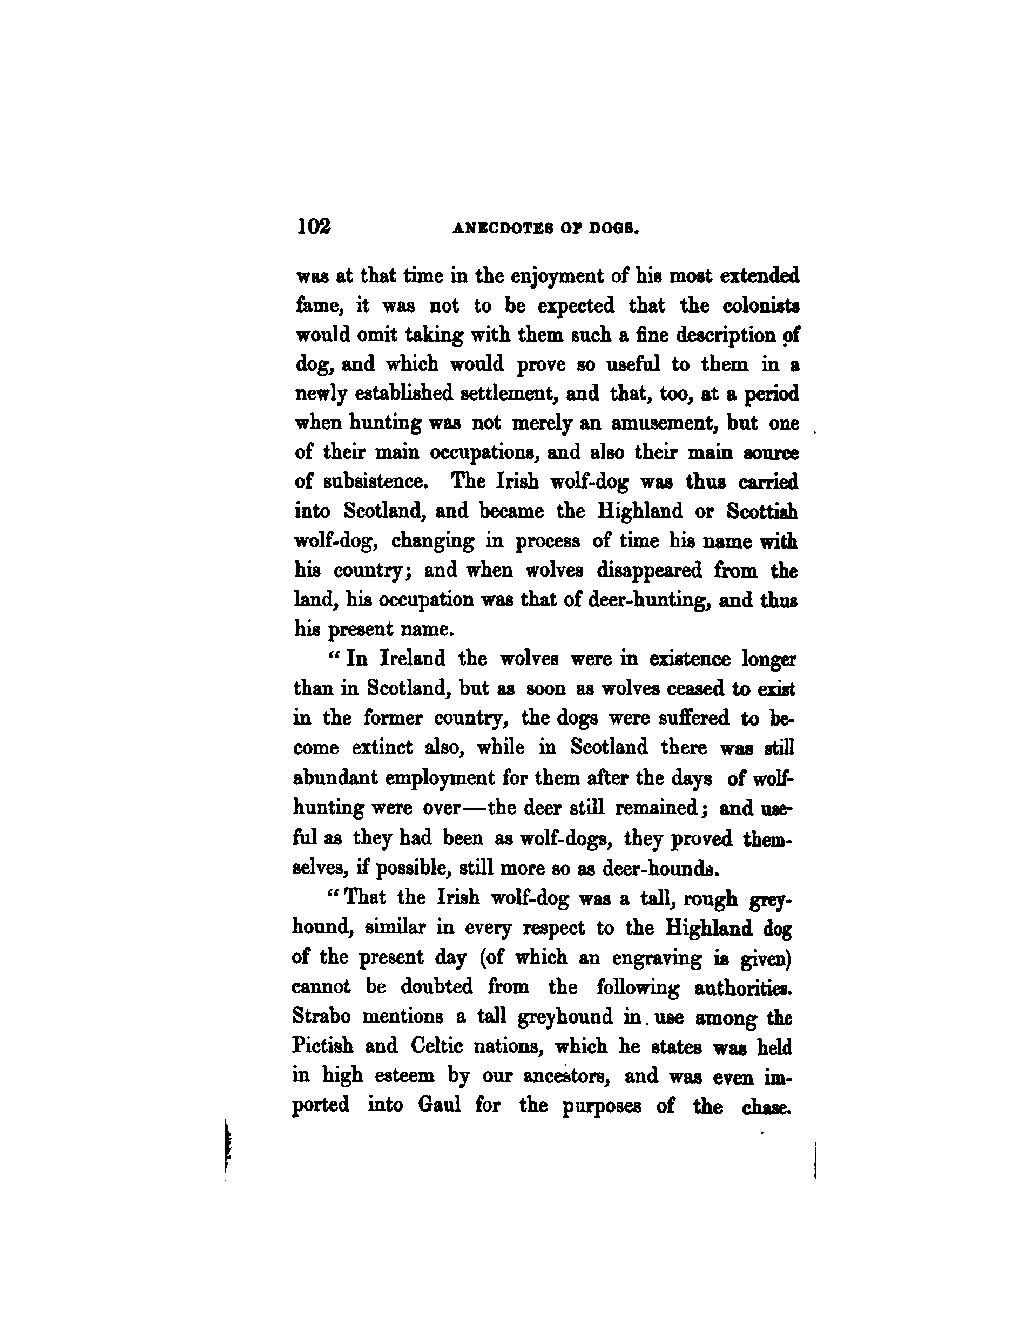 102 ANECDOTES OF DOGS.
was at that time in the enjoyment of his most extended
fame, it was not to be expected that the colonists
would omit taking with them such a fine description of
dog, and which would prove so useful to them in a
newly established settlement, and that, too, at a period
when hunting was not merely an amusement, but one
of their main occupations, and also their main source
of subsistence. The Irish wolf-dog was thus carried
into Scotland, and became the Highland or Scottish
wolf-dog, changing in process of time his name with
his country; and when wolves disappeared from the
land, his occupation was that of deer-hunting, and thus
his present name.
“ In Ireland the wolves were in existence longer
than in Scotland, but as soon as wolves ceased to exist
in the former country, the dogs were suffered to be-
come extinct also, while in Scotland there was still
abundant employment for them after the days of wolf-
hunting were over—the deer still remained; and use-
ful as they had been as wolf-dogs, they proved them-
selves, if possible, still more so as deer-hounds.
“ That the Irish wolf-dog was a tall, rough grey-
hound, similar in every respect to the Highland dog
of the present day (of which an engraving is given)
cannot be doubted from the following authorities.
Strabo mentions a tall greyhound in use among the
Pictish and Celtic nations, which he states was held
in high esteem by our ancestors, and was even im-
ported into Gaul for the purposes of the chase.